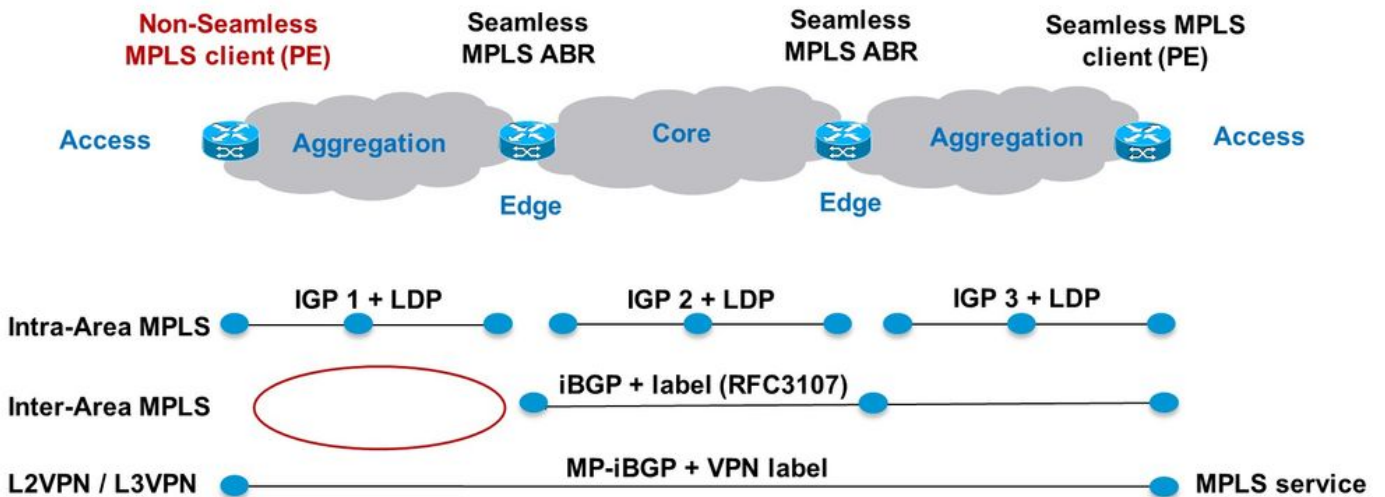 Non-Seamless
MPLS client (PE)
Seamless
MPLS ABR
Seamless
MPLS ABR
Seamless MPLS
client (PE)
Access
Aggregation
Core
Aggregation
Access
Edge
Edge
Intra-Area MPLS
IGP 1 + LDP
IGP 2 + LDP
IGP 3 + LDP
Inter-Area MPLS
iBGP + label (RFC3107)
L2VPN / L3VPN
MP-iBGP + VPN label
MPLS service